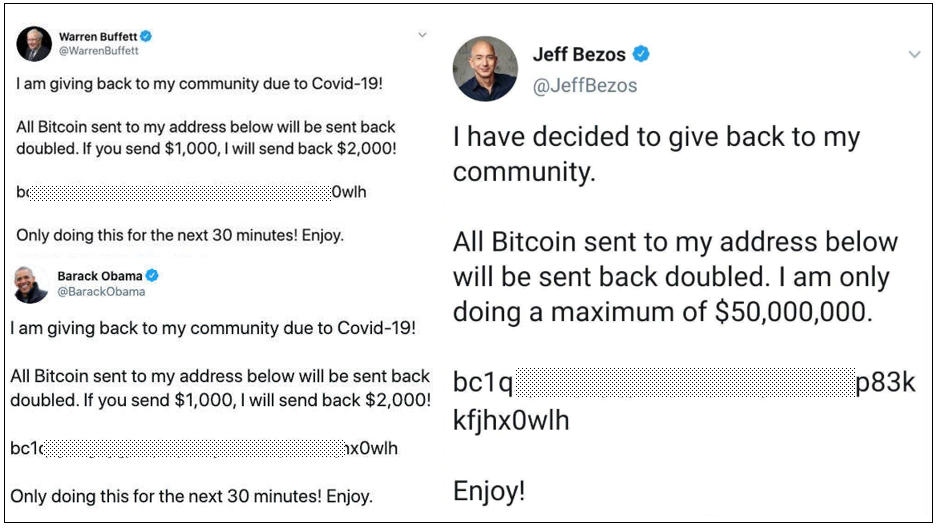 Warren Buffett
@WarrenBuffett
I am giving back to my community due to Covid-19!
All Bitcoin sent to my address below will be sent back
doubled. If you send $1,000, I will send back $2,000!
bc 0wlh
Only doing this for the next 30 minutes! Enjoy.
Barack Obama
@BarackObama
I am giving back to my community due to Covid-19!
All Bitcoin sent to my address below will be sent back
doubled. If you send $1,000, I will send back $2,000!
bc1 x0wlh
Only doing this for the next 30 minutes! Enjoy.
Jeff Bezos
@JeffBezos
I have decided to give back to my
community.
All Bitcoin sent to my address below
will be sent back doubled. I am only
doing a maximum of $50,000,000.
bc1q p83k
kfjhx0wlh
Enjoy!